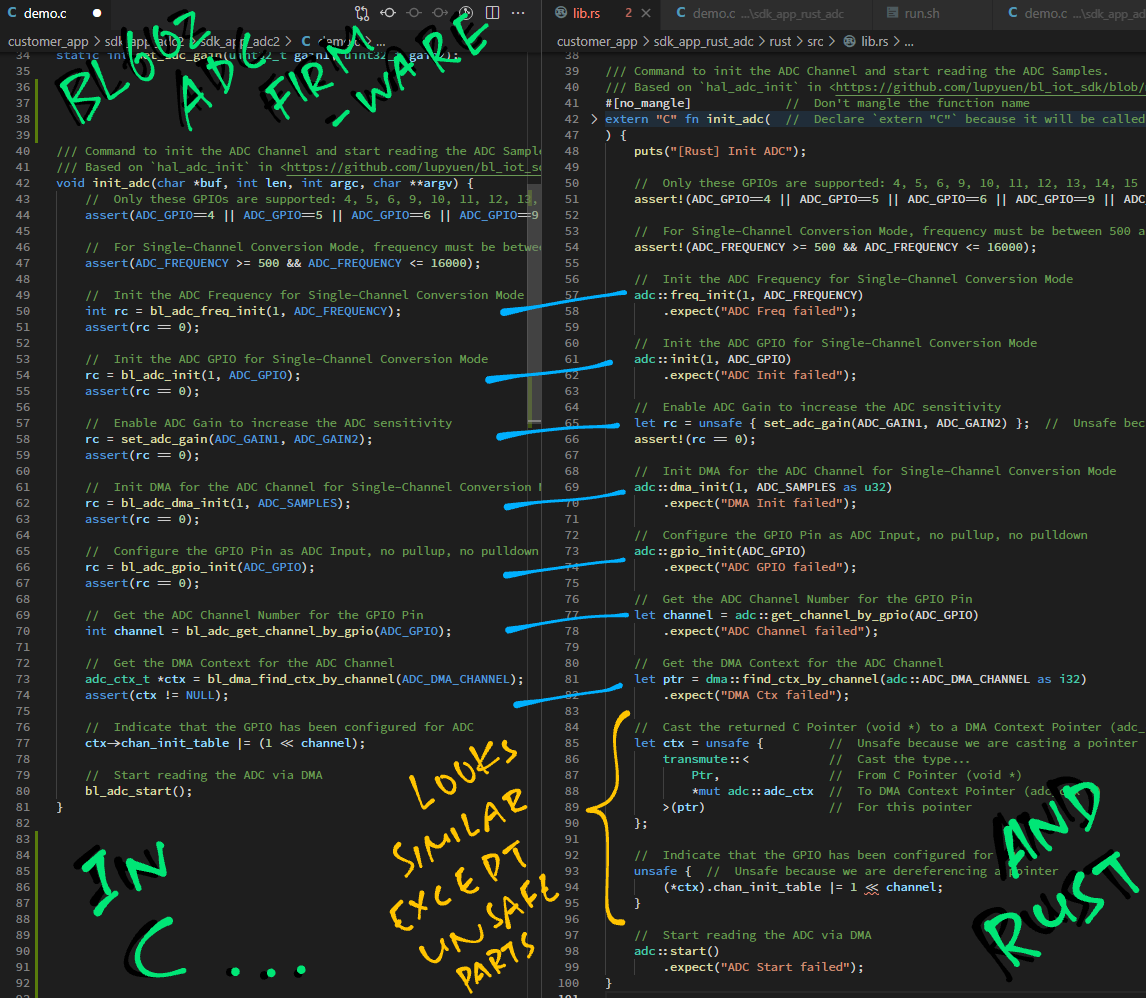 C demo.c ●
customer_app > sdk_app_adc2 > sdk_app_adc2 > C demo.c > ...
BL602
ADC
FIRM
-WARE
34
35
36
37
38
39
40 /// Command to init the ADC Channel and start reading the ADC Sampl
41 /// Based on `hal_adc_init` in <https://github.com/lupyuen/bl_iot_sd
42 void init_adc(char *buf, int len, int argc, char **argv) {
43 //  Only these GPIOs are supported: 4, 5, 6, 9, 10, 11, 12, 13,
44 assert(ADC_GPIO==4 || ADC_GPIO==5 || ADC_GPIO==6 || ADC_GPIO==9
45
46 //  For Single-Channel Conversion Mode, frequency must be betwe
47 assert(ADC_FREQUENCY >= 500 && ADC_FREQUENCY <= 16000);
48
49 //  Init the ADC Frequency for Single-Channel Conversion Mode
50 int rc = bl_adc_freq_init(1, ADC_FREQUENCY);
51 assert(rc == 0);
52
53 //  Init the ADC GPIO for Single-Channel Conversion Mode
54 rc = bl_adc_init(1, ADC_GPIO);
55 assert(rc == 0);
56
57 //  Enable ADC Gain to increase the ADC sensitivity
58 rc = set_adc_gain(ADC_GAIN1, ADC_GAIN2);
59 assert(rc == 0);
60
61 //  Init DMA for the ADC Channel for Single-Channel Conversion M
62 rc = bl_adc_dma_init(1, ADC_SAMPLES);
63 assert(rc == 0);
64
65 //  Configure the GPIO Pin as ADC Input, no pullup, no pulldown
66 rc = bl_adc_gpio_init(ADC_GPIO);
67 assert(rc == 0);
68
69 //  Get the ADC Channel Number for the GPIO Pin
70 int channel = bl_adc_get_channel_by_gpio(ADC_GPIO);
71
72 //  Get the DMA Context for the ADC Channel
73 adc_ctx_t *ctx = bl_dma_find_ctx_by_channel(ADC_DMA_CHANNEL);
74 assert(ctx != NULL);
75
76 //  Indicate that the GPIO has been configured for ADC
77 ctx->chan_init_table |= (1 << channel);
78
79 //  Start reading the ADC via DMA
80 bl_adc_start();
81 }
82
83
84
85
86
87
88
89
90
91
92
IN
C ...
LOOKS
SIMILAR
EXCEPT
UNSAFE
PARTS
lib.rs 2 ×
C demo.c ...\sdk_app_rust_adc
run.sh
C demo.c ...\sdk_ad
customer_app > sdk_app_rust_adc > rust > src > lib.rs > ...
38
39 /// Command to init the ADC Channel and start reading the ADC Samples.
40 /// Based on `hal_adc_init` in <https://github.com/lupyuen/bl_iot_sdk/blob/
41 #[no_mangle] //  Don't mangle the function name
42 > extern "C" fn init_adc( //  Declare `extern "C"` because it will be called
47 ) {
48 puts("[Rust] Init ADC");
49
50 //  Only these GPIOs are supported: 4, 5, 6, 9, 10, 11, 12, 13, 14, 15
51 assert!(ADC_GPIO==4 || ADC_GPIO==5 || ADC_GPIO==6 || ADC_GPIO==9 || ADC
52
53 //  For Single-Channel Conversion Mode, frequency must be between 500 a
54 assert!(ADC_FREQUENCY >= 500 && ADC_FREQUENCY <= 16000);
55
56 //  Init the ADC Frequency for Single-Channel Conversion Mode
57 adc::freq_init(1, ADC_FREQUENCY)
58 .expect("ADC Freq failed");
59
60 //  Init the ADC GPIO for Single-Channel Conversion Mode
61 adc::init(1, ADC_GPIO)
62 .expect("ADC Init failed");
63
64 //  Enable ADC Gain to increase the ADC sensitivity
65 let rc = unsafe { set_adc_gain(ADC_GAIN1, ADC_GAIN2) }; //  Unsafe bec
66 assert!(rc == 0);
67
68 //  Init DMA for the ADC Channel for Single-Channel Conversion Mode
69 adc::dma_init(1, ADC_SAMPLES as u32)
70 .expect("DMA Init failed");
71
72 //  Configure the GPIO Pin as ADC Input, no pullup, no pulldown
73 adc::gpio_init(ADC_GPIO)
74 .expect("ADC GPIO failed");
75
76 //  Get the ADC Channel Number for the GPIO Pin
77 let channel = adc::get_channel_by_gpio(ADC_GPIO)
78 .expect("ADC Channel failed");
79
80 //  Get the DMA Context for the ADC Channel
81 let ptr = dma::find_ctx_by_channel(adc::ADC_DMA_CHANNEL as i32)
82 .expect("DMA Ctx failed");
83
84 //  Cast the returned C Pointer (void *) to a DMA Context Pointer (adc_
85 let ctx = unsafe { //  Unsafe because we are casting a pointer
86 transmute::< //  Cast the type...
87 Ptr, //  From C Pointer (void *)
88 *mut adc::adc_ctx //  To DMA Context Pointer (adc_
89 >(ptr) //  For this pointer
90 };
91
92 //  Indicate that the GPIO has been configured for
93 unsafe { //  Unsafe because we are dereferencing a pointer
94 (*ctx).chan_init_table |= 1 << channel;
95 }
96
97 //  Start reading the ADC via DMA
98 adc::start()
99 .expect("ADC Start failed");
100 }
101
AND
RUST